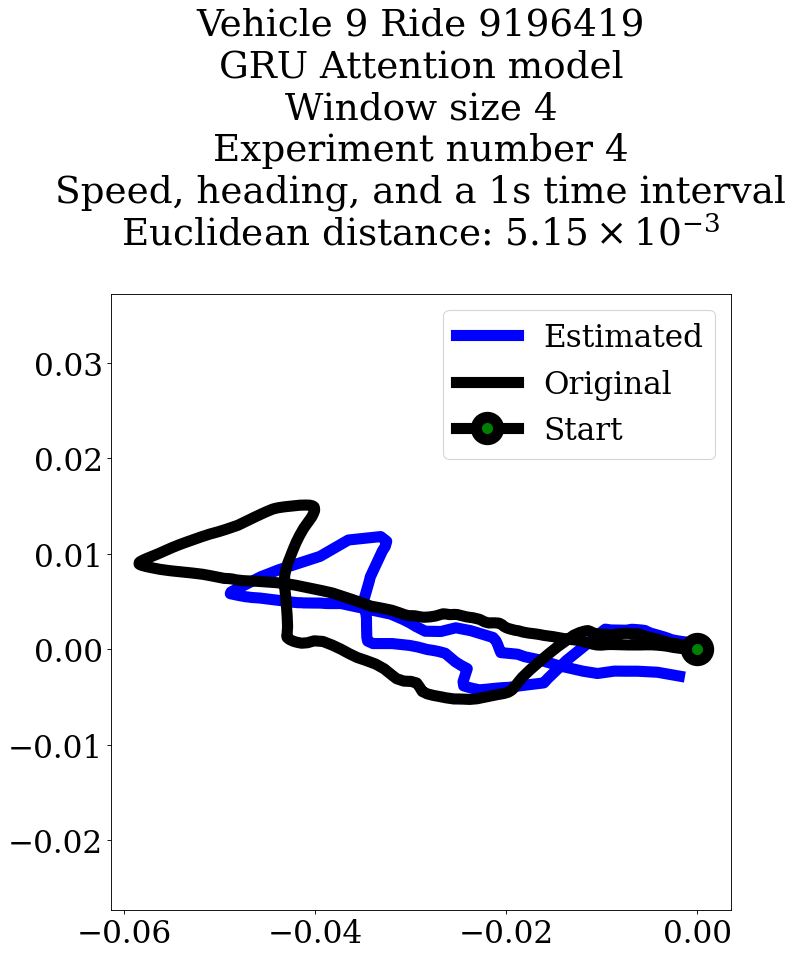 Vehicle 9 Ride 9196419
GRU Attention model
Window size 4
Experiment number 4
Speed, heading, and a 1s time interval
Euclidean distance: 5.15 × 10⁻³
Estimated
Original
Start
0.03
0.02
0.01
0.00
−0.01
−0.02
−0.06
−0.04
−0.02
0.00